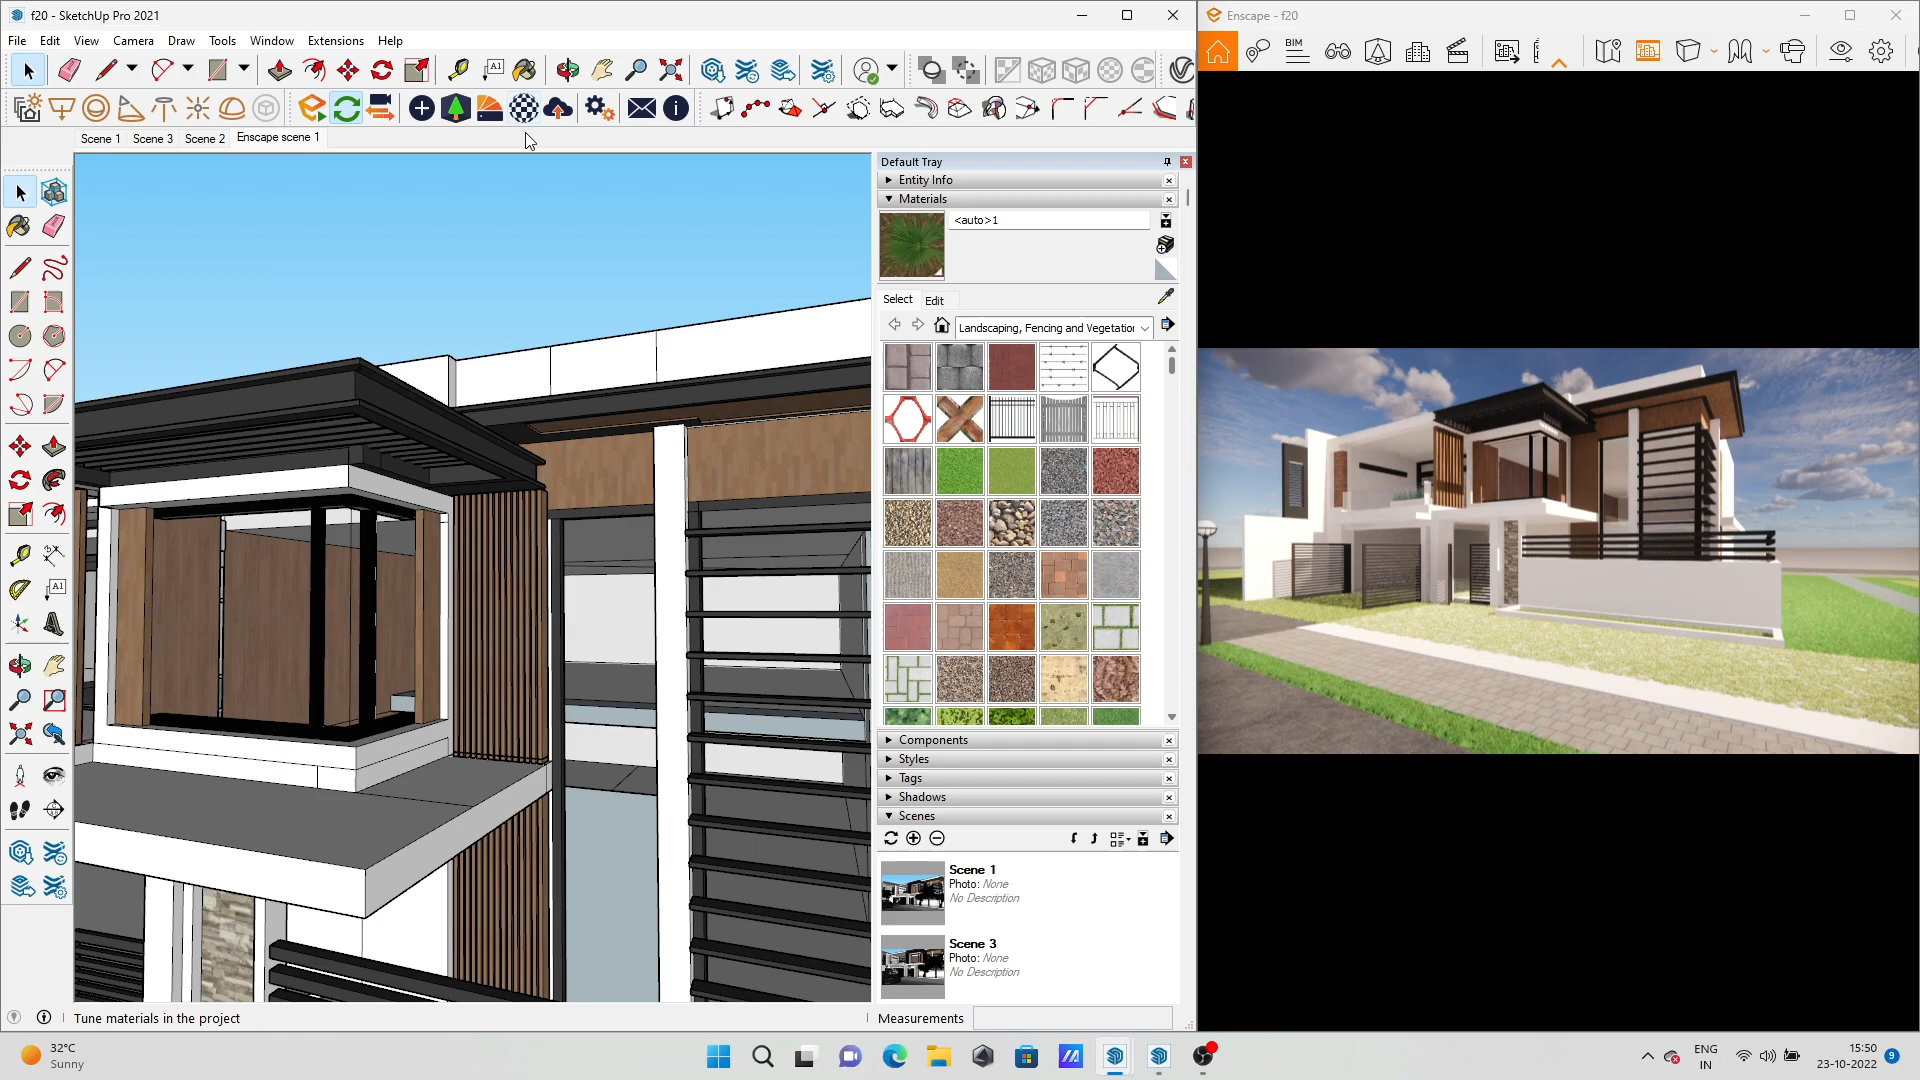 f20 - SketchUp Pro 2021
Enscape - f20
File Edit View Camera Draw Tools Window Extensions Help
BIM
A1
Scene 1 Scene 3 Scene 2 Enscape scene 1
Default Tray
Entity Info
Materials
<auto>1
Select Edit
Landscaping, Fencing and Vegetation
A1
Components
Styles
Tags
Shadows
Scenes
Scene 1
Photo: None
No Description
Scene 3
Photo: None
No Description
Tune materials in the project
Measurements
32°C
Sunny
ENG
IN
15:50
23-10-2022
9